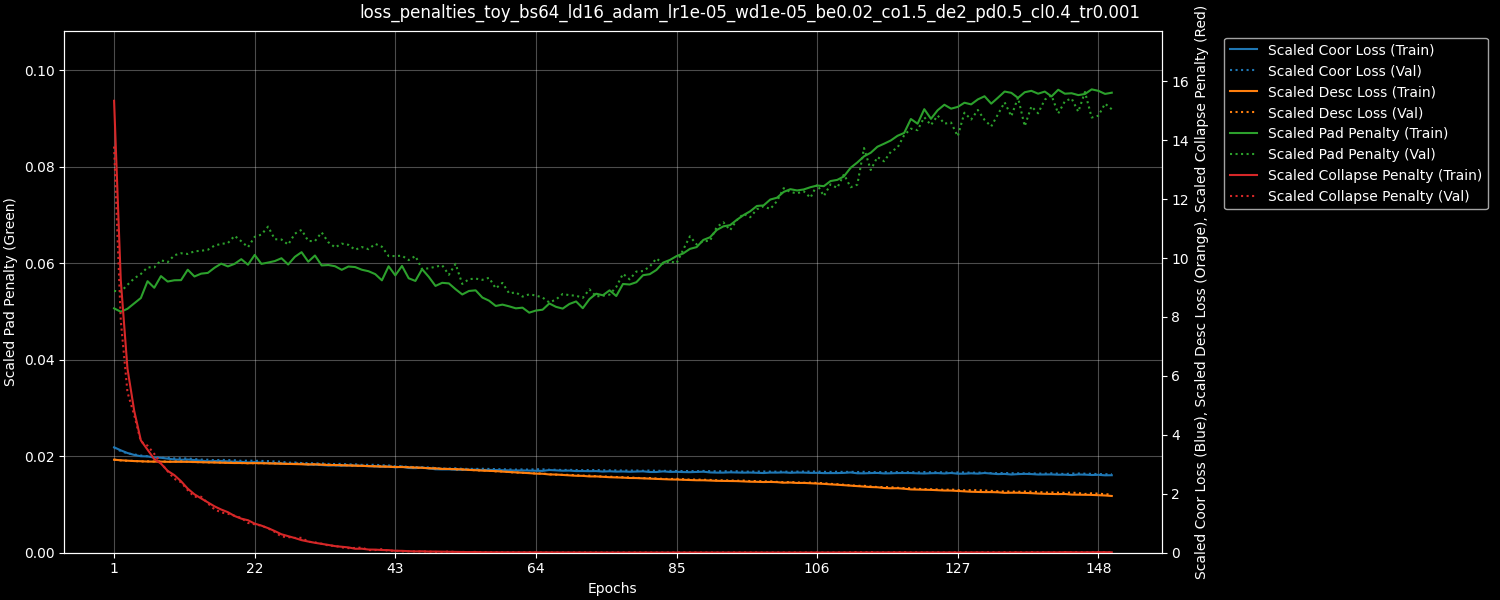 loss_penalties_toy_bs64_ld16_adam_lr1e-05_wd1e-05_be0.02_co1.5_de2_pd0.5_cl0.4_tr0.001
Scaled Pad Penalty (Green)
0.10
0.08
0.06
0.04
0.02
0.00
1
22
43
64
85
106
127
148
Epochs
16
14
12
10
8
6
4
2
0
Scaled Coor Loss (Blue), Scaled Desc Loss (Orange), Scaled Collapse Penalty (Red)
Scaled Coor Loss (Train)
Scaled Coor Loss (Val)
Scaled Desc Loss (Train)
Scaled Desc Loss (Val)
Scaled Pad Penalty (Train)
Scaled Pad Penalty (Val)
Scaled Collapse Penalty (Train)
Scaled Collapse Penalty (Val)